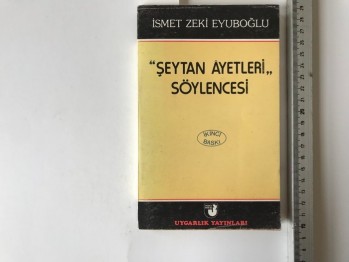 İSMET ZEKİ EYUBOĞLU
“ŞEYTAN AYETLERİ„
SÖYLENCESİ
İKİNCİ
BASKI
UYGARLIK YAYINLARI